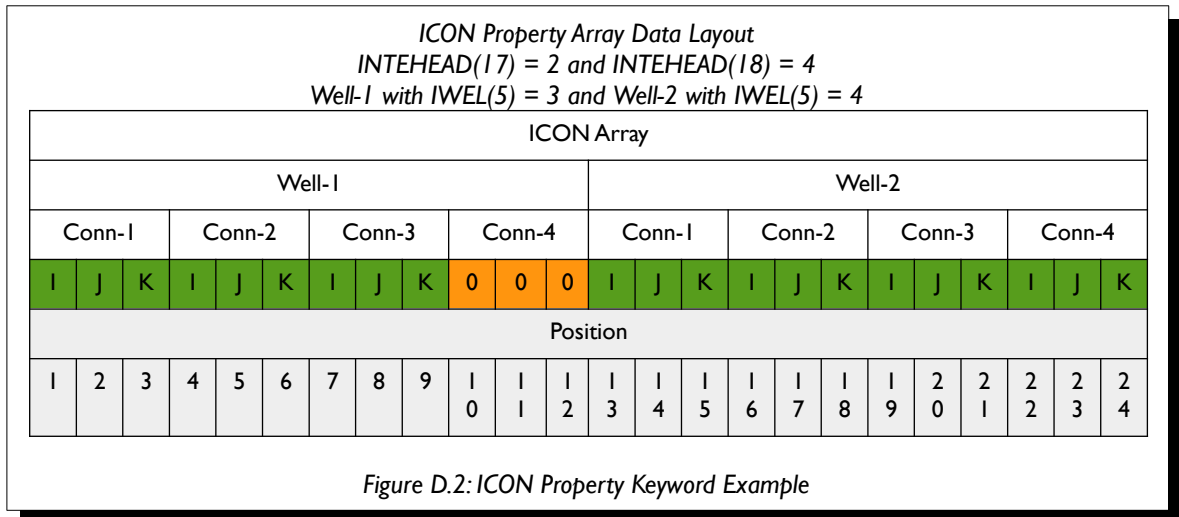 ICON Property Array Data Layout
INTEHEAD(17) = 2 and INTEHEAD(18) = 4
Well-1 with IWEL(5) = 3 and Well-2 with IWEL(5) = 4
ICON Array
Well-1 Well-2
Conn-1 Conn-2 Conn-3 Conn-4 Conn-1 Conn-2 Conn-3 Conn-4
I J K I J K I J K 0 0 0 I J K I J K I J K I J K
Position
1 2 3 4 5 6 7 8 9 10 11 12 13 14 15 16 17 18 19 20 21 22 23 24
Figure D.2: ICON Property Keyword Example